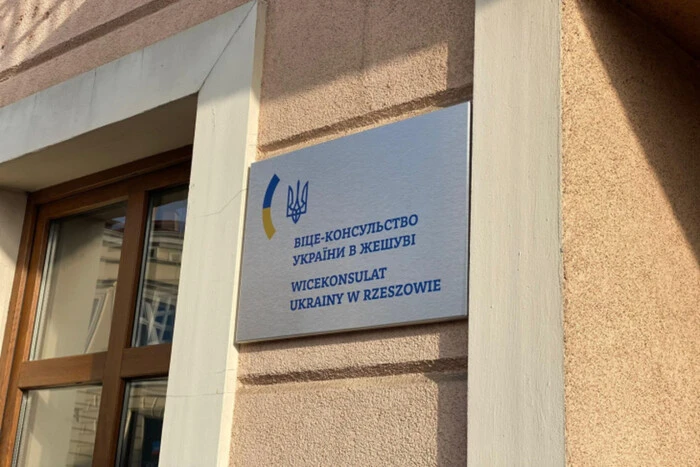 ВІЦЕ-КОНСУЛЬСТВО
УКРАЇНИ В ЖЕШУВІ
WICEKONSULAT
UKRAINY W RZESZOWIE